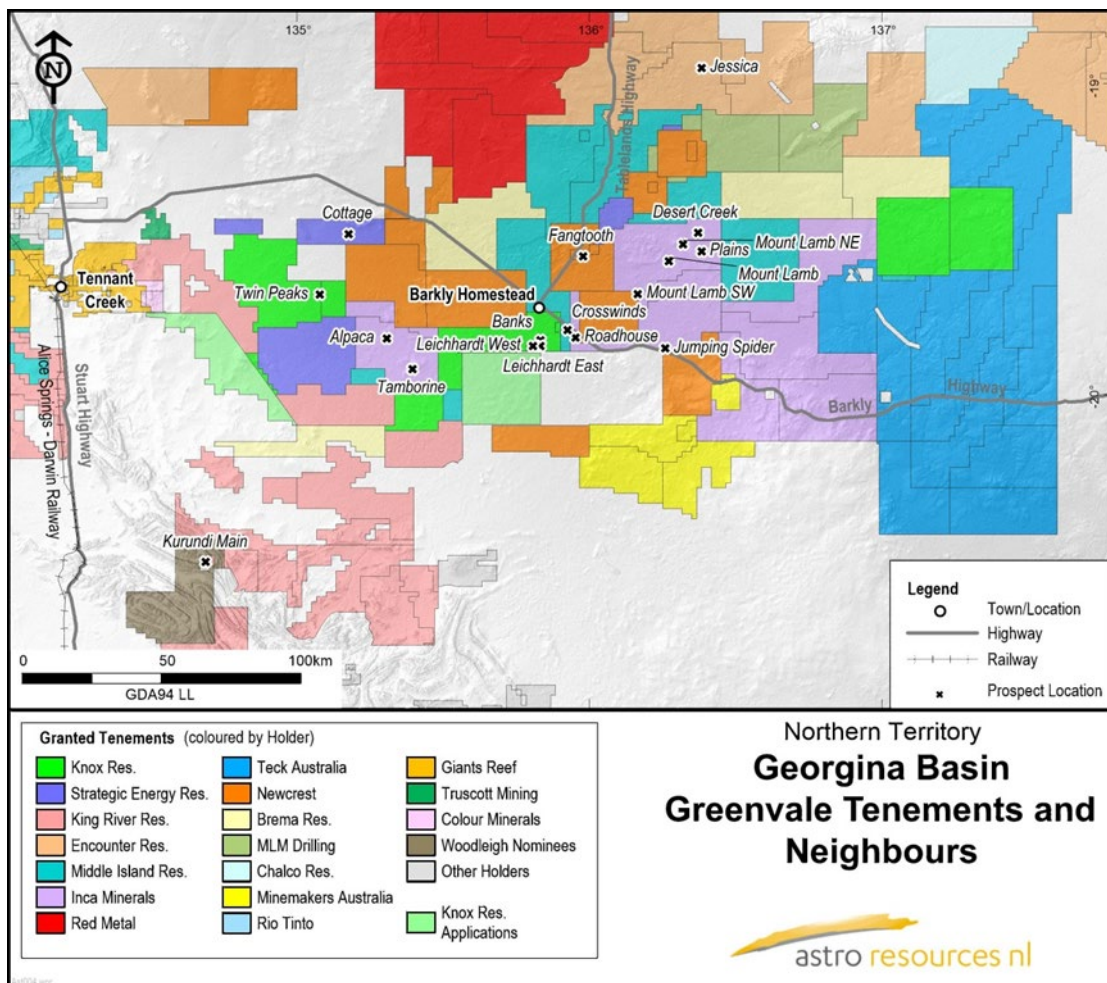 135°
136°
137°
-19°
-20°
N
Jessica
Tablelands Highway
Cottage
Desert Creek
Fangtooth
Mount Lamb NE
Plains
Mount Lamb
Tennant
Creek
Twin Peaks
Barkly Homestead
Mount Lamb SW
Banks
Crosswinds
Alpaca
Leichhardt West
Roadhouse
Jumping Spider
Leichhardt East
Tamborine
Barkly
Highway
Alice Springs - Darwin Railway
Stuart Highway
Kurundi Main
0 50 100km
GDA94 LL
Legend
Town/Location
Highway
Railway
Prospect Location
Granted Tenements (coloured by Holder)
Knox Res.
Strategic Energy Res.
King River Res.
Encounter Res.
Middle Island Res.
Inca Minerals
Red Metal
Teck Australia
Newcrest
Brema Res.
MLM Drilling
Chalco Res.
Minemakers Australia
Rio Tinto
Giants Reef
Truscott Mining
Colour Minerals
Woodleigh Nominees
Other Holders
Knox Res.
Applications
Northern Territory
Georgina Basin
Greenvale Tenements and
Neighbours
astro resources nl